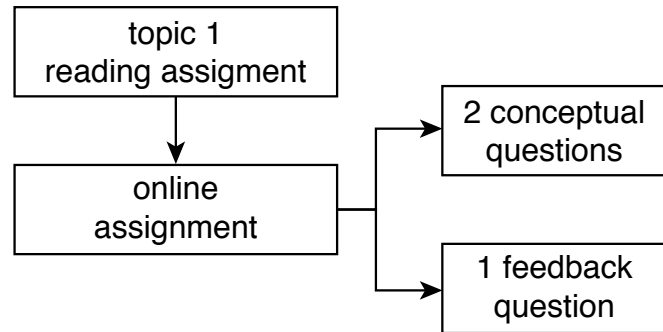 topic 1
reading assigment
online
assignment
2 conceptual
questions
1 feedback
question